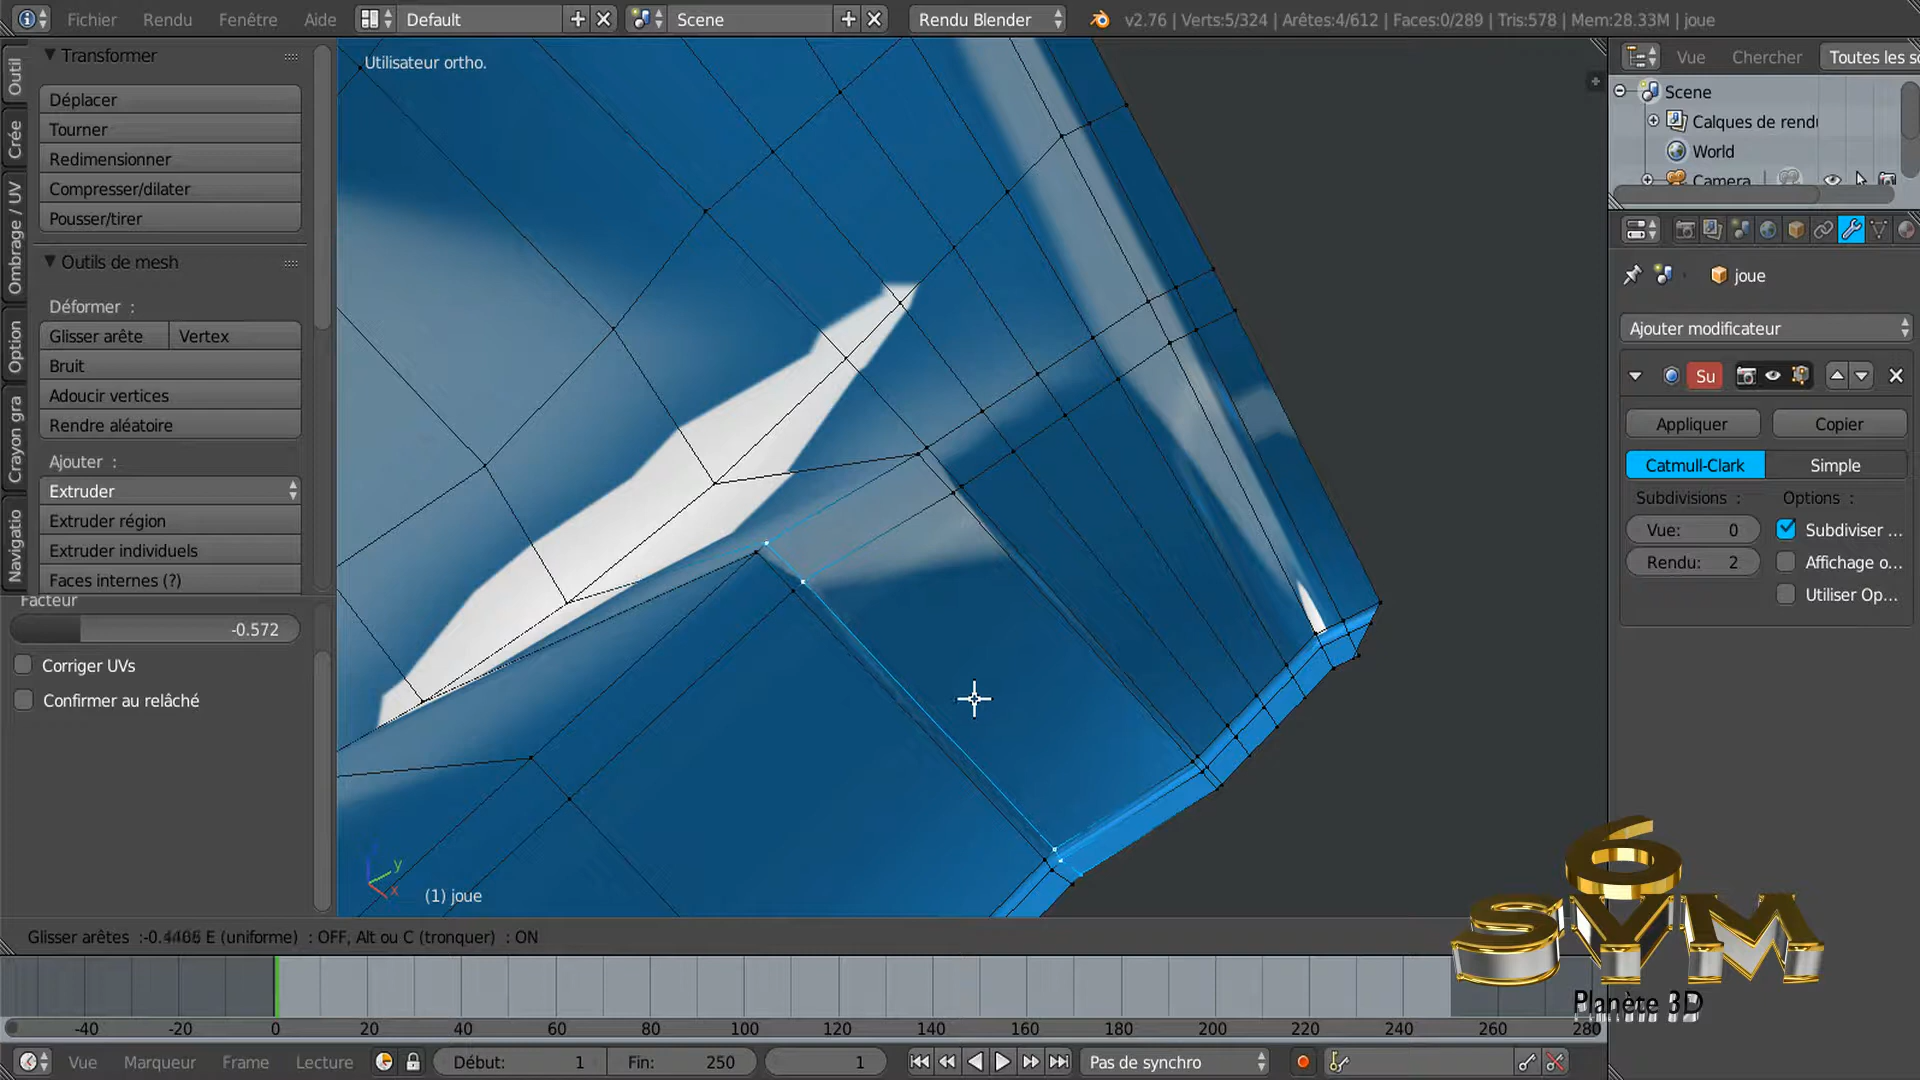 Fichier Rendu Fenêtre Aide Default Scene Rendu Blender v2.76 | Verts:5/324 | Arêtes:4/612 | Faces:0/289 | Tris:578 | Mem:28.33M | joue
Outil
Crée
Ombrage / UV
Option
Crayon gra
Navigatio
Transformer
Déplacer
Tourner
Redimensionner
Compresser/dilater
Pousser/tirer
Outils de mesh
Déformer :
Glisser arête Vertex
Bruit
Adoucir vertices
Rendre aléatoire
Ajouter :
Extruder
Extruder région
Extruder individuels
Faces internes (?)
Facteur
-0.572
Corriger UVs
Confirmer au relâché
Utilisateur ortho.
y
x
(1) joue
Vue Chercher Toutes les s
Scene
Calques de rend
World
Camera
joue
Ajouter modificateur
Su
Appliquer Copier
Catmull-Clark Simple
Subdivisions : Options :
Vue: 0 Subdiviser ...
Rendu: 2 Affichage o...
Utiliser Op...
E (uniforme) : OFF, Alt ou C (tronquer) : ON
Glisser arêtes
6
SYM
Planète 3D
-40 -20 0 20 40 60 80 100 120 140 160 180 200 220 240 260 280
Vue Marqueur Frame Lecture Début: 1 Fin: 250 1 Pas de synchro